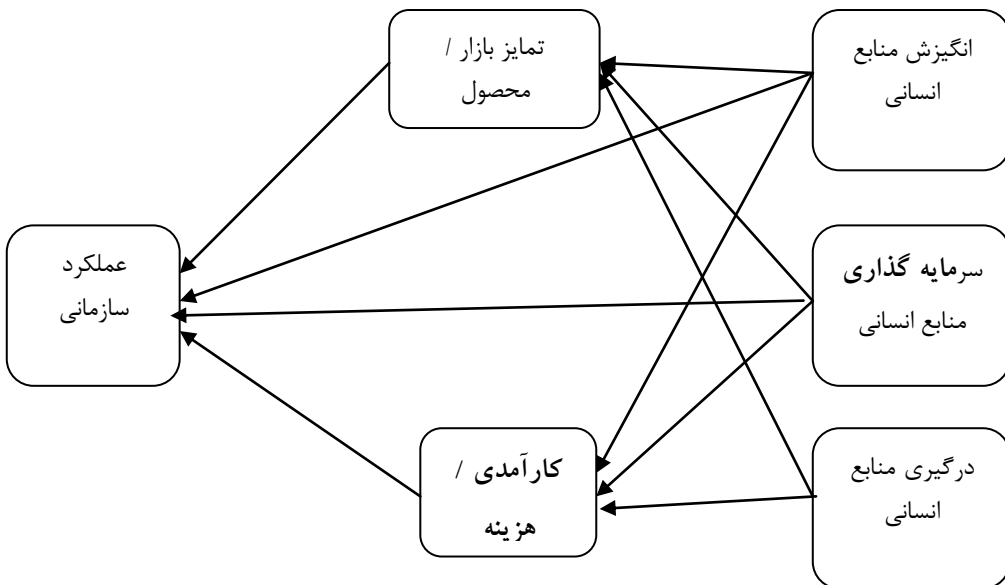 انگیزش منابع
انسانی
تمایز بازار /
محصول
سرمایه گذاری
منابع انسانی
عملکرد
سازمانی
درگیری منابع
انسانی
کارآمدی /
هزینه